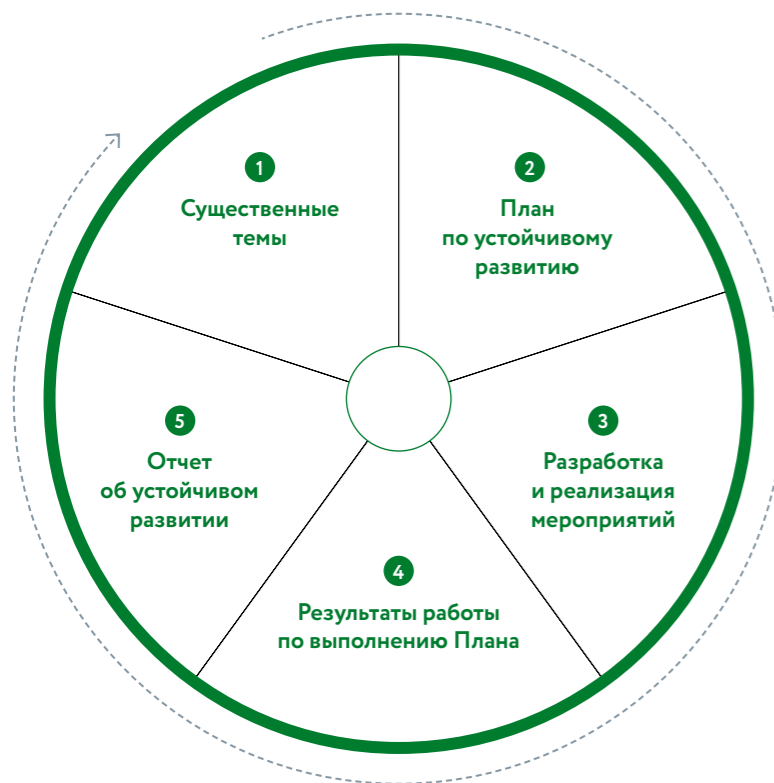 1
Существенные
темы
2
План
по устойчивому
развитию
3
Разработка
и реализация
мероприятий
4
Результаты работы
по выполнению Плана
5
Отчет
об устойчивом
развитии